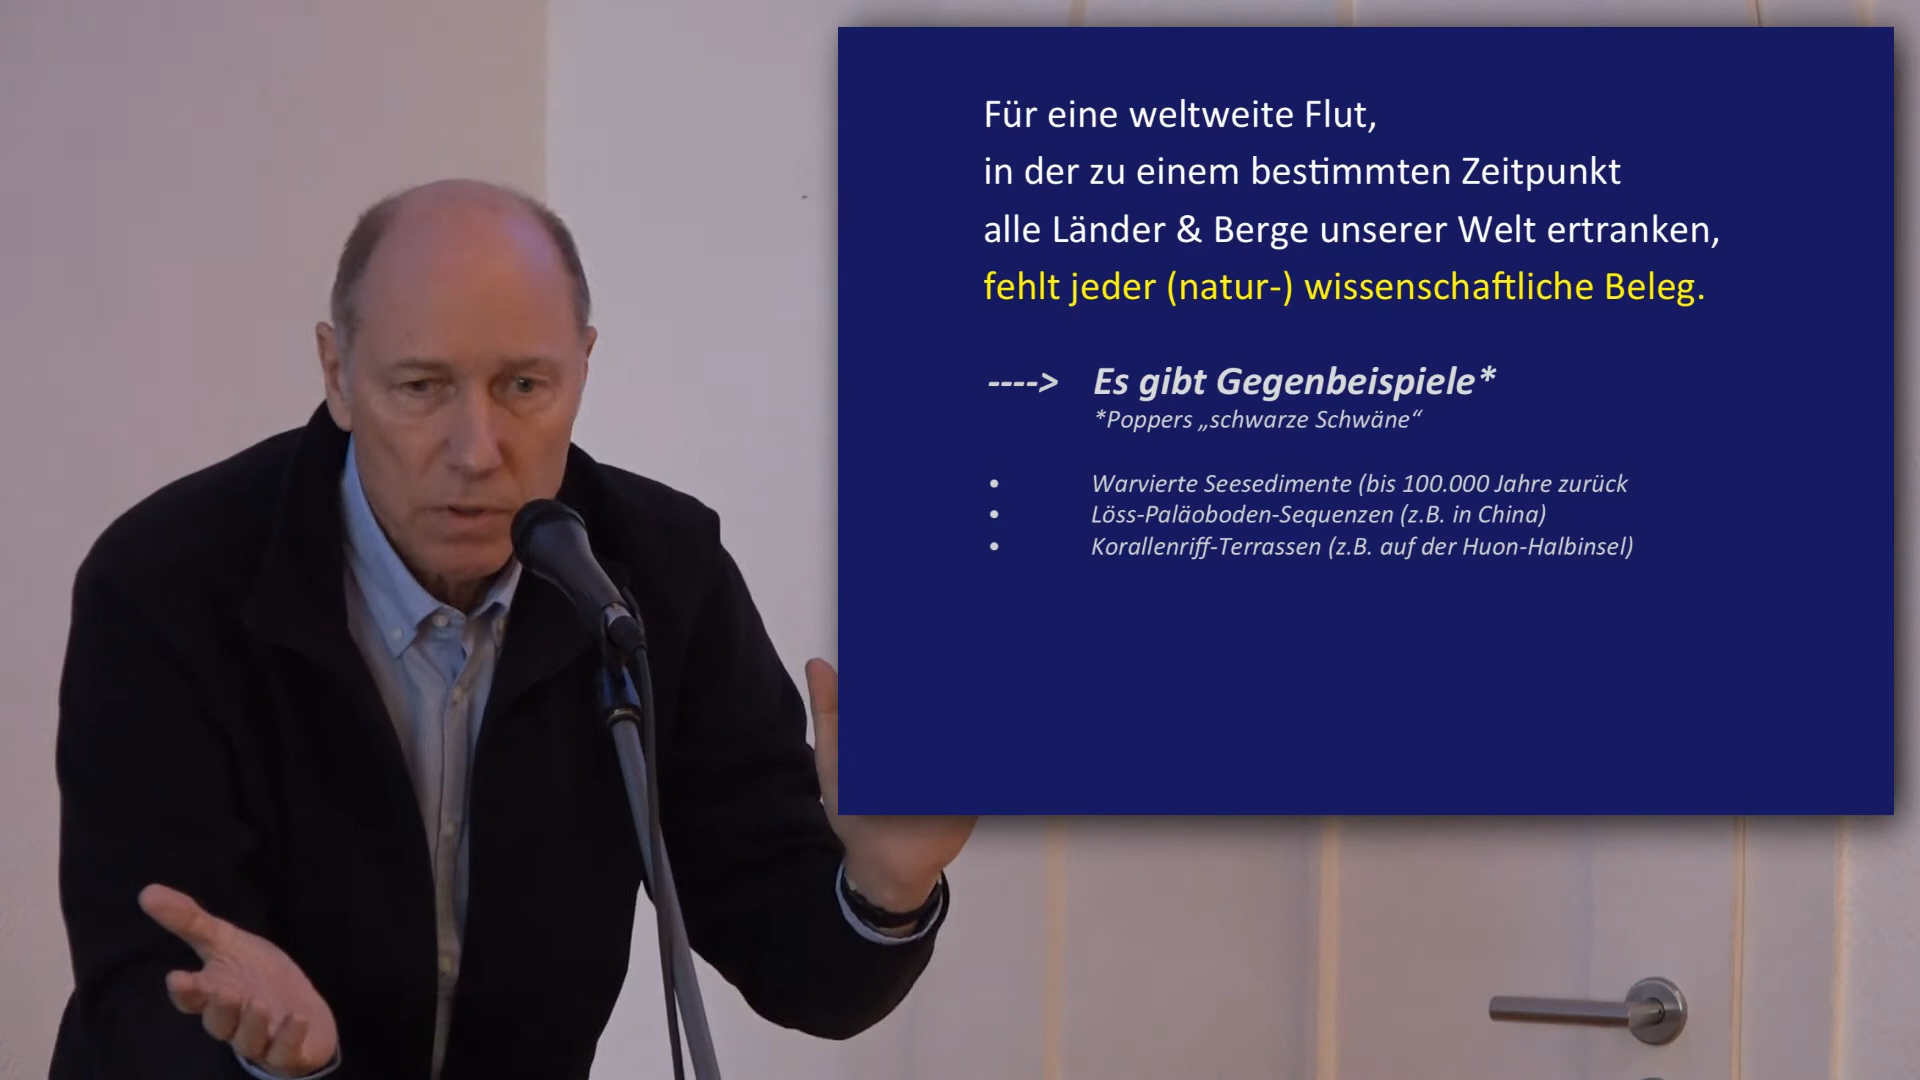 Für eine weltweite Flut,
in der zu einem bestimmten Zeitpunkt
alle Länder & Berge unserer Welt ertranken,
fehlt jeder (natur-) wissenschaftliche Beleg.
----> Es gibt Gegenbeispiele*
*Poppers „schwarze Schwäne“
• Warvierte Seesedimente (bis 100.000 Jahre zurück
• Löss-Paläoboden-Sequenzen (z.B. in China)
• Korallenriff-Terrassen (z.B. auf der Huon-Halbinsel)